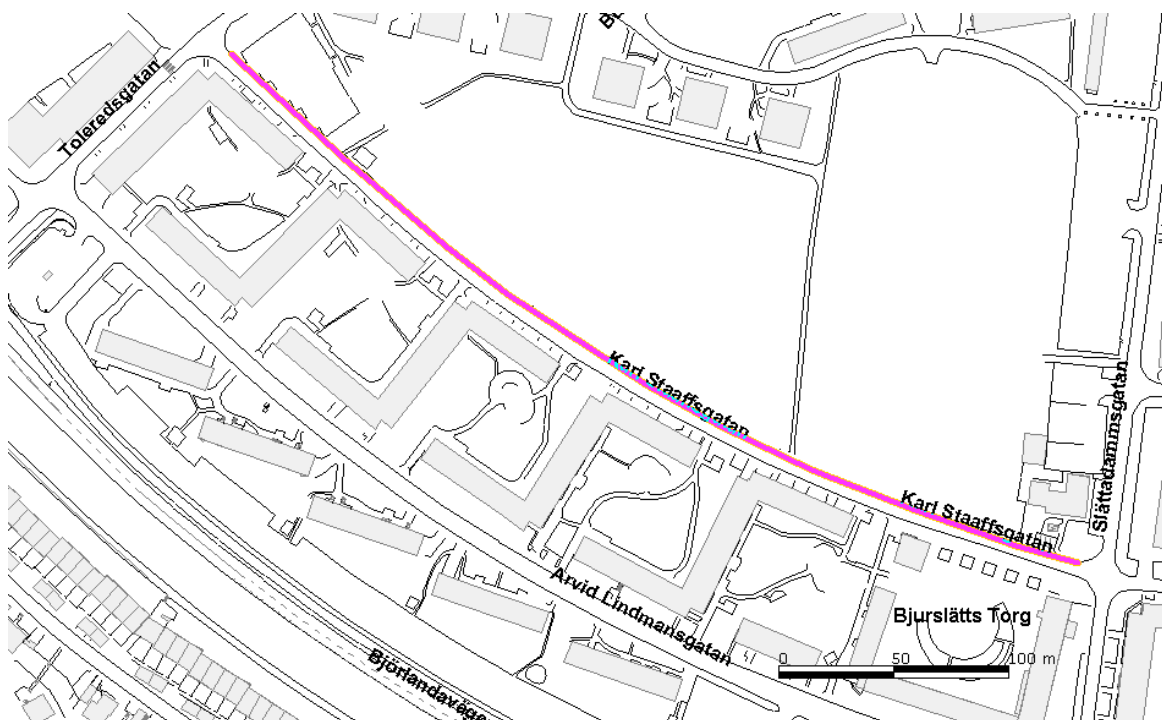 Toleredsgatan
Karl Staaffsgatan
Slättadammsgatan
Karl Staaffsgatan
Arvid Lindmansgatan
Bjurslätts Torg
0 50 100 m